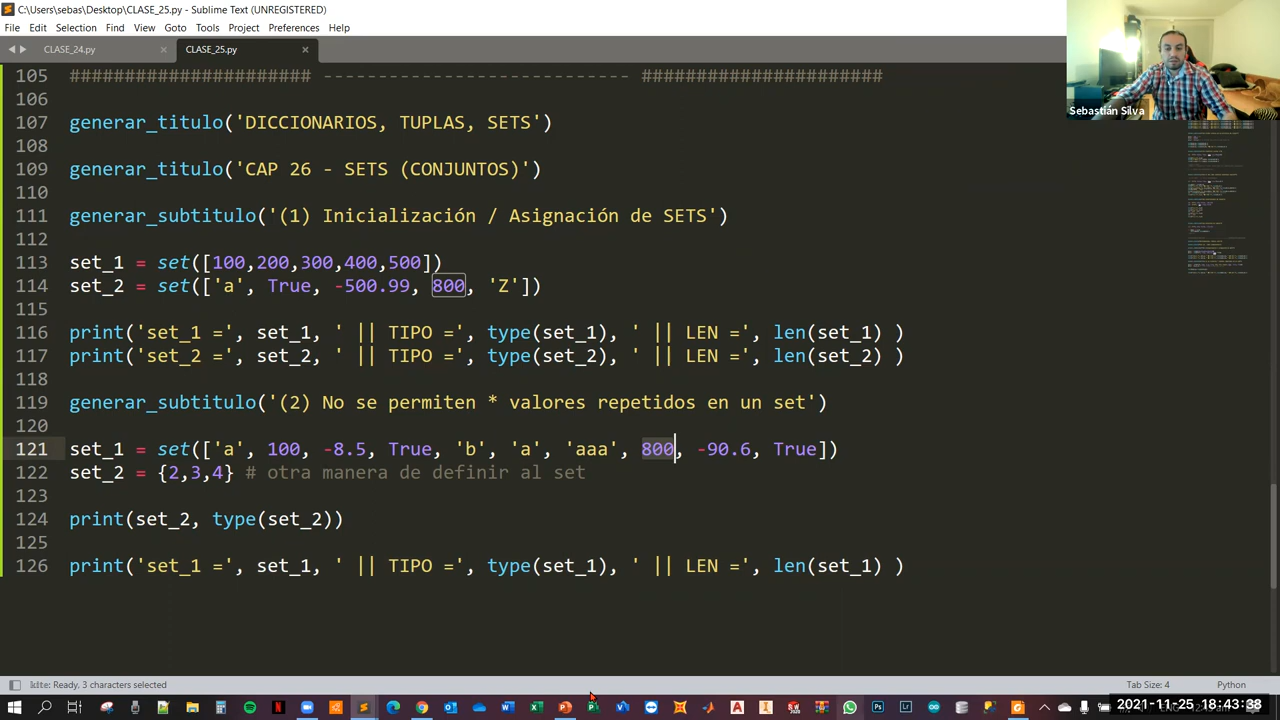 C:\Users\sebas\Desktop\CLASE_25.py - Sublime Text (UNREGISTERED)
File Edit Selection Find View Goto Tools Project Preferences Help
CLASE_24.py × CLASE_25.py ×
Sebastián Silva
105 ###################### ---------------------------- ######################
106
107 generar_titulo('DICCIONARIOS, TUPLAS, SETS')
108
109 generar_titulo('CAP 26 - SETS (CONJUNTOS)')
110
111 generar_subtitulo('(1) Inicialización / Asignación de SETS')
112
113 set_1 = set([100,200,300,400,500])
114 set_2 = set(['a', True, -500.99, 800, 'Z'])
115
116 print('set_1 =', set_1, ' || TIPO =', type(set_1), ' || LEN =', len(set_1) )
117 print('set_2 =', set_2, ' || TIPO =', type(set_2), ' || LEN =', len(set_2) )
118
119 generar_subtitulo('(2) No se permiten * valores repetidos en un set')
120
121 set_1 = set(['a', 100, -8.5, True, 'b', 'a', 'aaa', 800, -90.6, True])
122 set_2 = {2,3,4} # otra manera de definir al set
123
124 print(set_2, type(set_2))
125
126 print('set_1 =', set_1, ' || TIPO =', type(set_1), ' || LEN =', len(set_1) )
Ready, 3 characters selected
Tab Size: 4 Python
2021-11-25 18:43:38